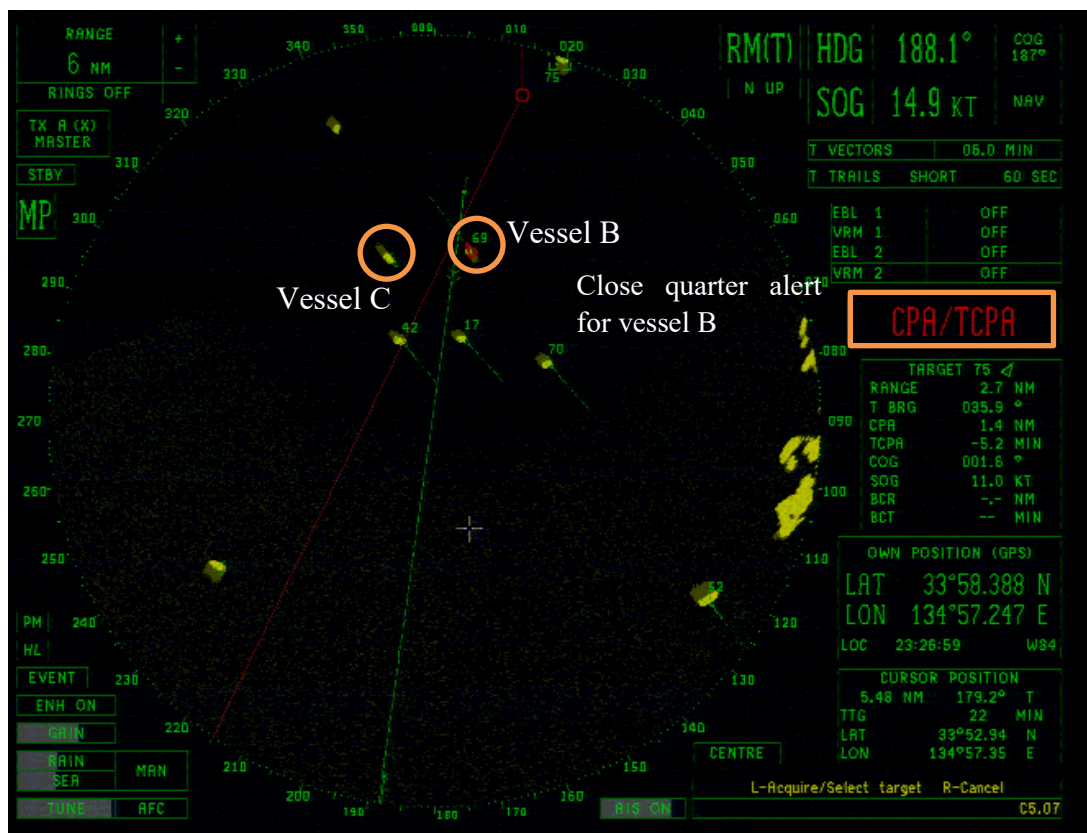 RANGE
6 NM
+
-
RINGS OFF
TX A (X)
MASTER
STBY
MP
350
000
010
340
020
330
030
320
040
310
050
300
060
290
280
080
270
090
260
100
250
110
240
120
230
130
220
140
210
150
200
160
190
180
170
75
69
42
17
70
52
Vessel B
Vessel C
Close quarter alert
for vessel B
RM(T)
N UP
HDG 188.1°
COG
187°
SOG 14.9 KT
NAV
T VECTORS 06.0 MIN
T TRAILS SHORT 60 SEC
EBL 1 OFF
VRM 1 OFF
EBL 2 OFF
VRM 2 OFF
CPA/TCPA
TARGET 75
RANGE 2.7 NM
T BRG 035.9 °
CPA 1.4 NM
TCPA -5.2 MIN
COG 001.6 °
SOG 11.0 KT
BCR -.- NM
BCT -- MIN
OWN POSITION (GPS)
LAT 33°58.388 N
LON 134°57.247 E
LOC 23:26:59 W84
CURSOR POSITION
5.48 NM 179.2° T
TTG 22 MIN
LAT 33°52.94 N
LON 134°57.35 E
PM
HL
EVENT
ENH ON
GAIN
RAIN
SEA
MAN
TUNE
AFC
CENTRE
AIS ON
L-Acquire/Select target R-Cancel
C5.07